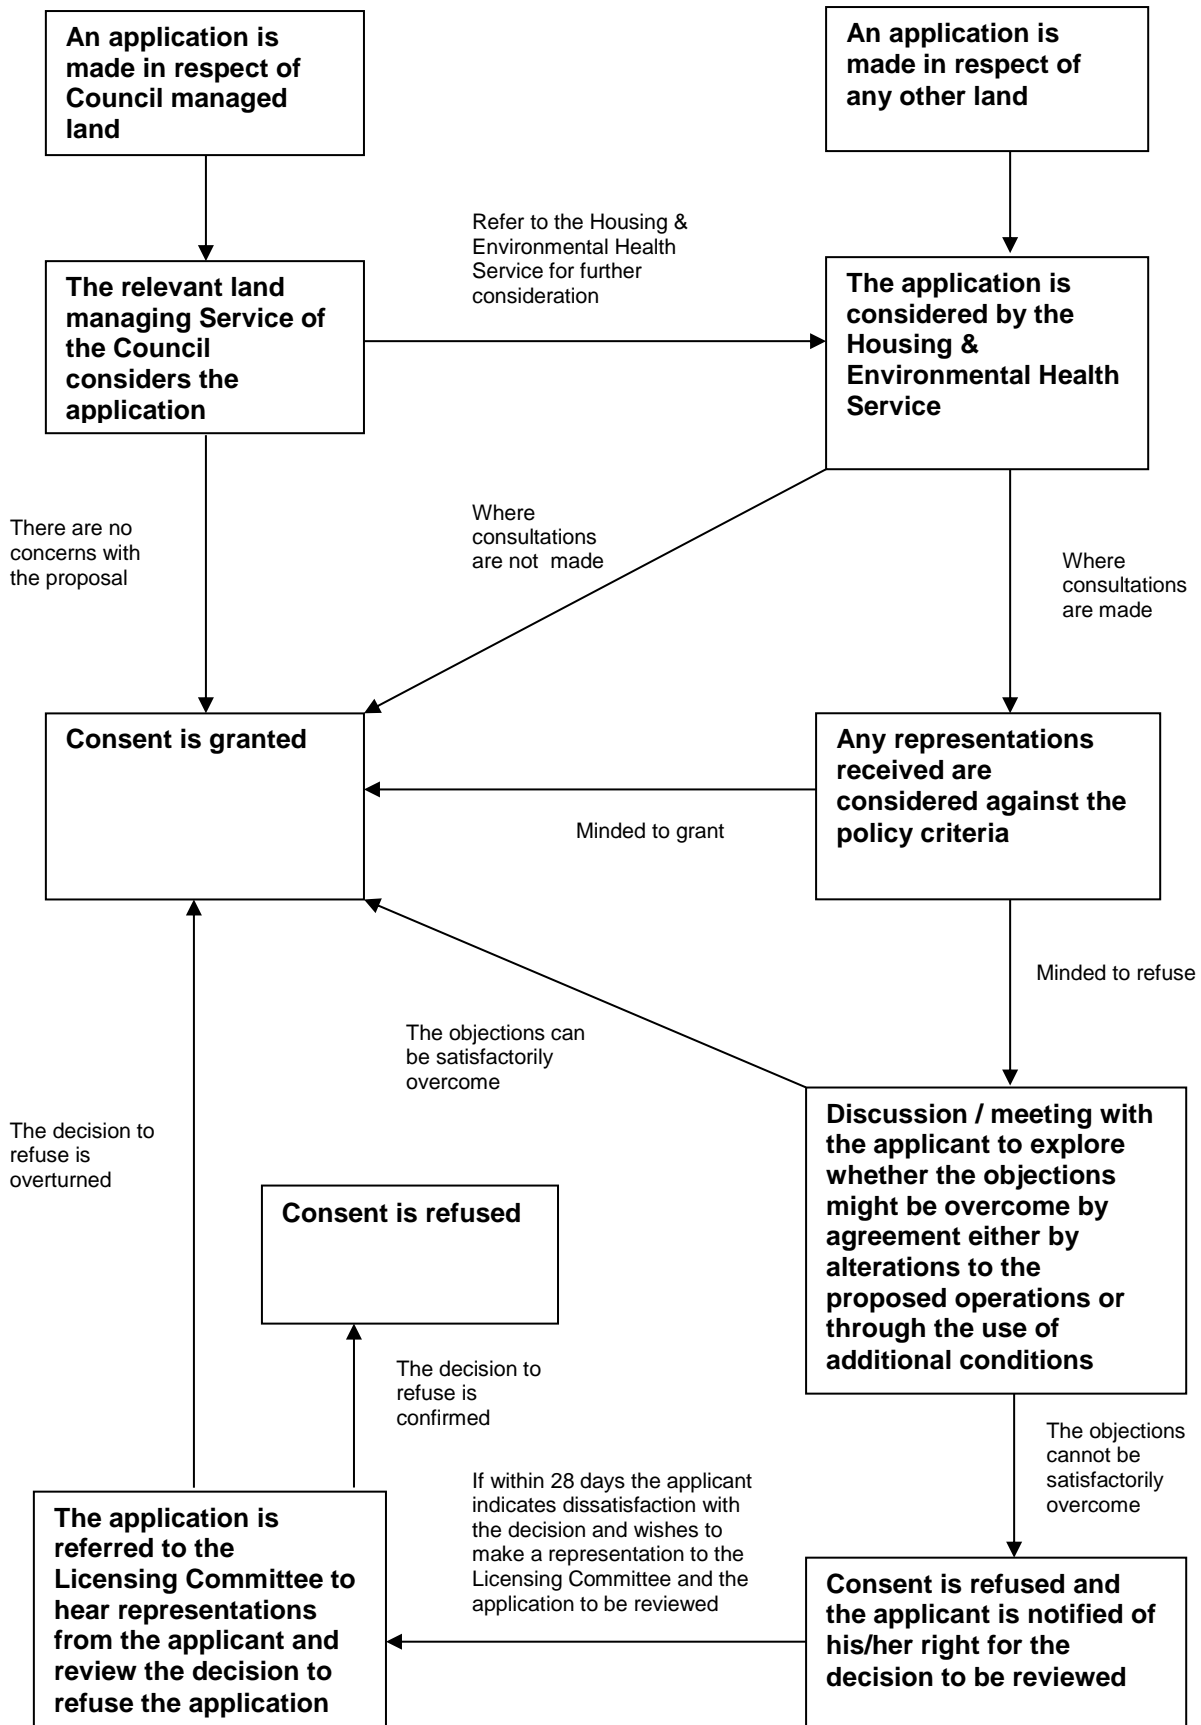 An application is
made in respect of
Council managed
land
An application is
made in respect of
any other land
Refer to the Housing &
Environmental Health
Service for further
consideration
The relevant land
managing Service of
the Council
considers the
application
The application is
considered by the
Housing &
Environmental Health
Service
There are no
concerns with
the proposal
Where
consultations
are not made
Where
consultations
are made
Consent is granted
Any representations
received are
considered against the
policy criteria
Minded to grant
Minded to refuse
The objections can
be satisfactorily
overcome
Discussion / meeting with
the applicant to explore
whether the objections
might be overcome by
agreement either by
alterations to the
proposed operations or
through the use of
additional conditions
The decision to
refuse is
overturned
Consent is refused
The decision to
refuse is
confirmed
The objections
cannot be
satisfactorily
overcome
If within 28 days the applicant
indicates dissatisfaction with
the decision and wishes to
make a representation to the
Licensing Committee and the
application to be reviewed
The application is
referred to the
Licensing Committee to
hear representations
from the applicant and
review the decision to
refuse the application
Consent is refused and
the applicant is notified of
his/her right for the
decision to be reviewed